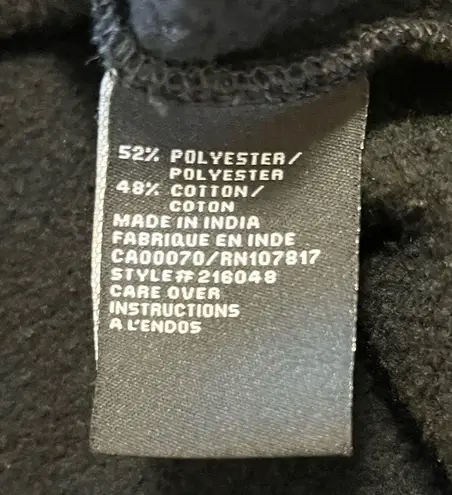 52% POLYESTER/
POLYESTER
48% COTTON/
COTON
MADE IN INDIA
FABRIQUE EN INDE
CA00070/RN107817
STYLE# 216048
CARE OVER
INSTRUCTIONS
A L'ENDOS